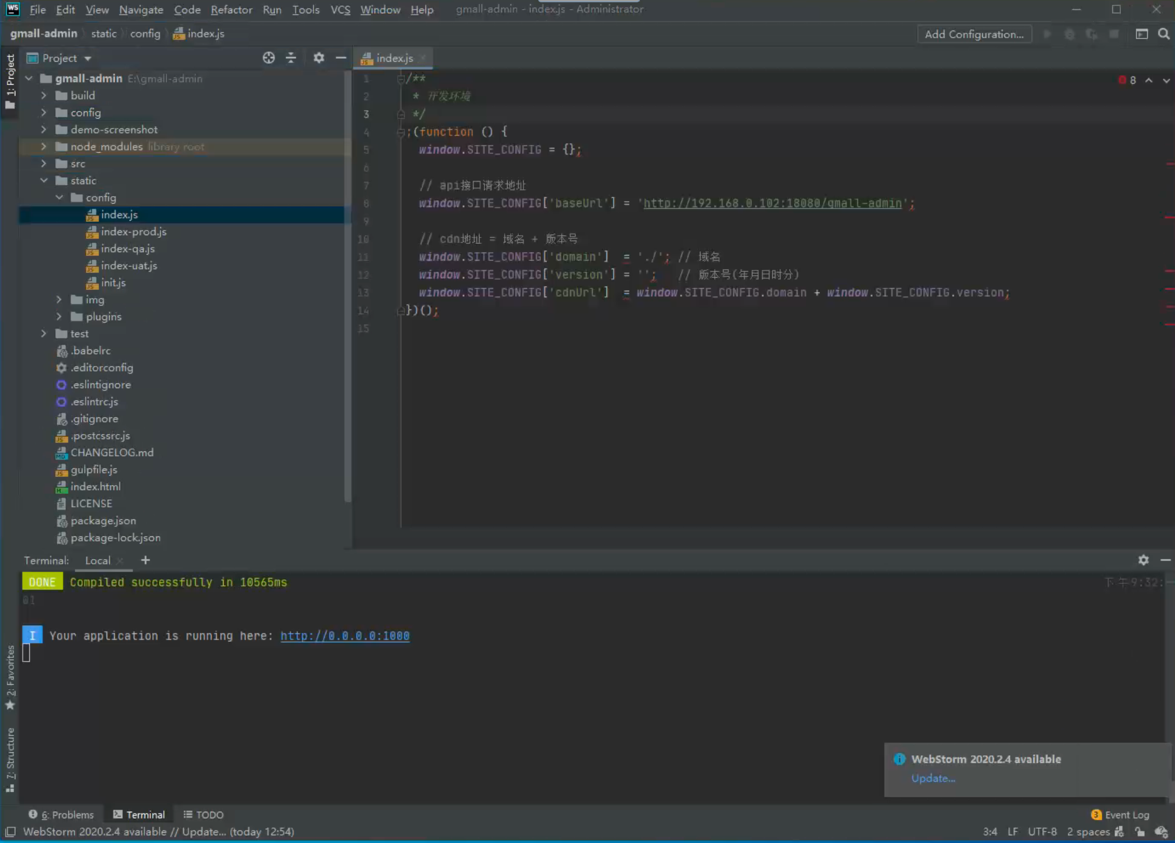 WS File Edit View Navigate Code Refactor Run Tools VCS Window Help gmall-admin - index.js - Administrator
gmall-admin static config index.js Add Configuration...
1: Project
Project
index.js
gmall-admin E:\gmall-admin
build
config
demo-screenshot
node_modules library root
src
static
config
index.js
index-prod.js
index-qa.js
index-uat.js
init.js
img
plugins
test
.babelrc
.editorconfig
.eslintignore
.eslintrc.js
.gitignore
.postcssrc.js
CHANGELOG.md
gulpfile.js
index.html
LICENSE
package.json
package-lock.json
8
1 /**
2 * 开发环境
3 */
4 ;(function () {
5 window.SITE_CONFIG = {};
6
7 // api接口请求地址
8 window.SITE_CONFIG['baseUrl'] = 'http://192.168.0.102:18080/gmall-admin';
9
10 // cdn地址 = 域名 + 版本号
11 window.SITE_CONFIG['domain'] = './'; // 域名
12 window.SITE_CONFIG['version'] = ''; // 版本号(年月日时分)
13 window.SITE_CONFIG['cdnUrl'] = window.SITE_CONFIG.domain + window.SITE_CONFIG.version;
14 })();
15
Terminal: Local +
DONE Compiled successfully in 10565ms 下午9:32:
01
I Your application is running here: http://0.0.0.0:1000
2: Favorites
7: Structure
WebStorm 2020.2.4 available
Update...
6: Problems Terminal TODO 3 Event Log
WebStorm 2020.2.4 available // Update... (today 12:54) 3:4 LF UTF-8 2 spaces